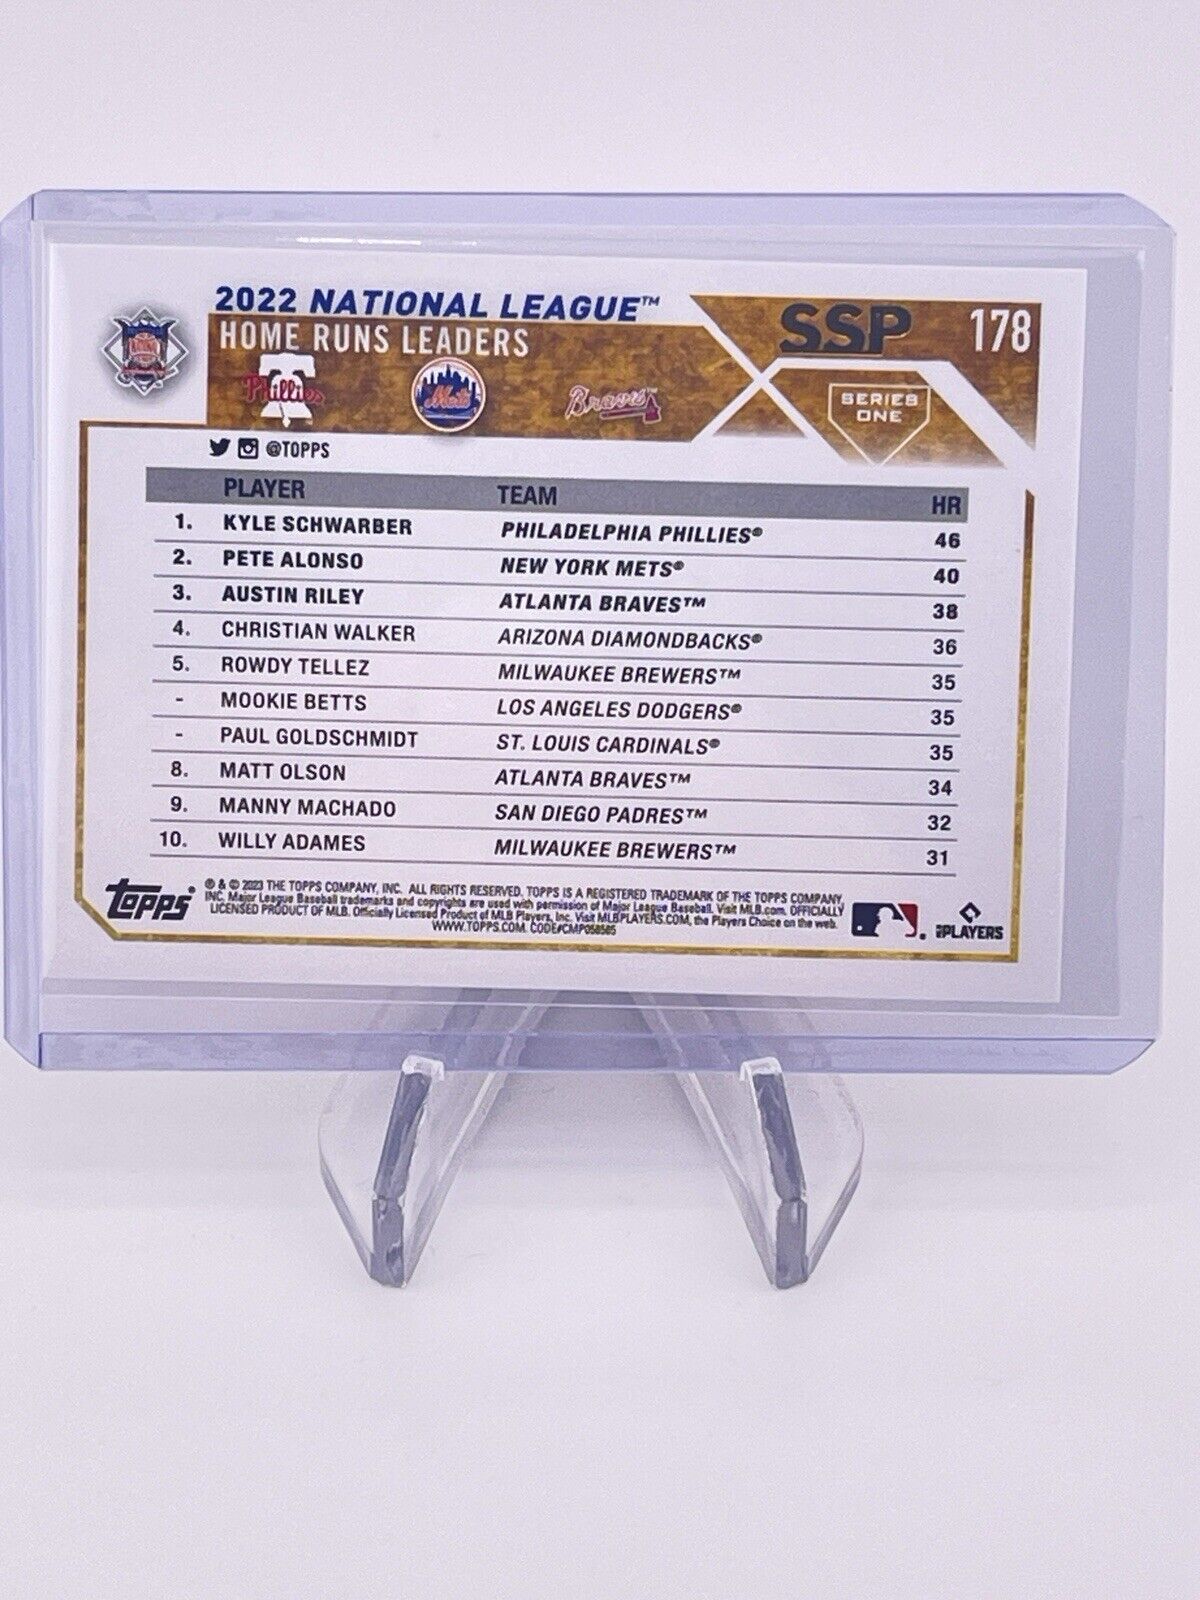 2022 NATIONAL LEAGUE™
HOME RUNS LEADERS
SSP
178
Phillies
Mets
Braves
SERIES
ONE
@TOPPS
PLAYER TEAM HR
1. KYLE SCHWARBER PHILADELPHIA PHILLIES® 46
2. PETE ALONSO NEW YORK METS® 40
3. AUSTIN RILEY ATLANTA BRAVES™ 38
4. CHRISTIAN WALKER ARIZONA DIAMONDBACKS® 36
5. ROWDY TELLEZ MILWAUKEE BREWERS™ 35
- MOOKIE BETTS LOS ANGELES DODGERS® 35
- PAUL GOLDSCHMIDT ST. LOUIS CARDINALS® 35
8. MATT OLSON ATLANTA BRAVES™ 34
9. MANNY MACHADO SAN DIEGO PADRES™ 32
10. WILLY ADAMES MILWAUKEE BREWERS™ 31
Topps®
® & © 2023 THE TOPPS COMPANY, INC. ALL RIGHTS RESERVED. TOPPS IS A REGISTERED TRADEMARK OF THE TOPPS COMPANY,
INC. Major League Baseball trademarks and copyrights are used with permission of Major League Baseball. Visit MLB.com. OFFICIALLY
LICENSED PRODUCT OF MLB. Officially Licensed Product of MLB Players, Inc. Visit MLBPLAYERS.COM, the Players Choice on the web.
WWW.TOPPS.COM. CODE#CMP058565
PLAYERS